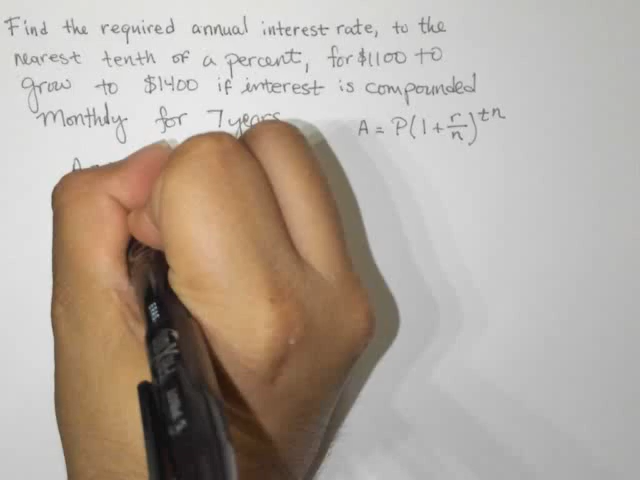 Find the required annual interest rate, to the
nearest tenth of a percent, for $1100 to
grow to $1400 if interest is compounded
monthly for 7 years
A = P(1 + r/n)^tn
A =